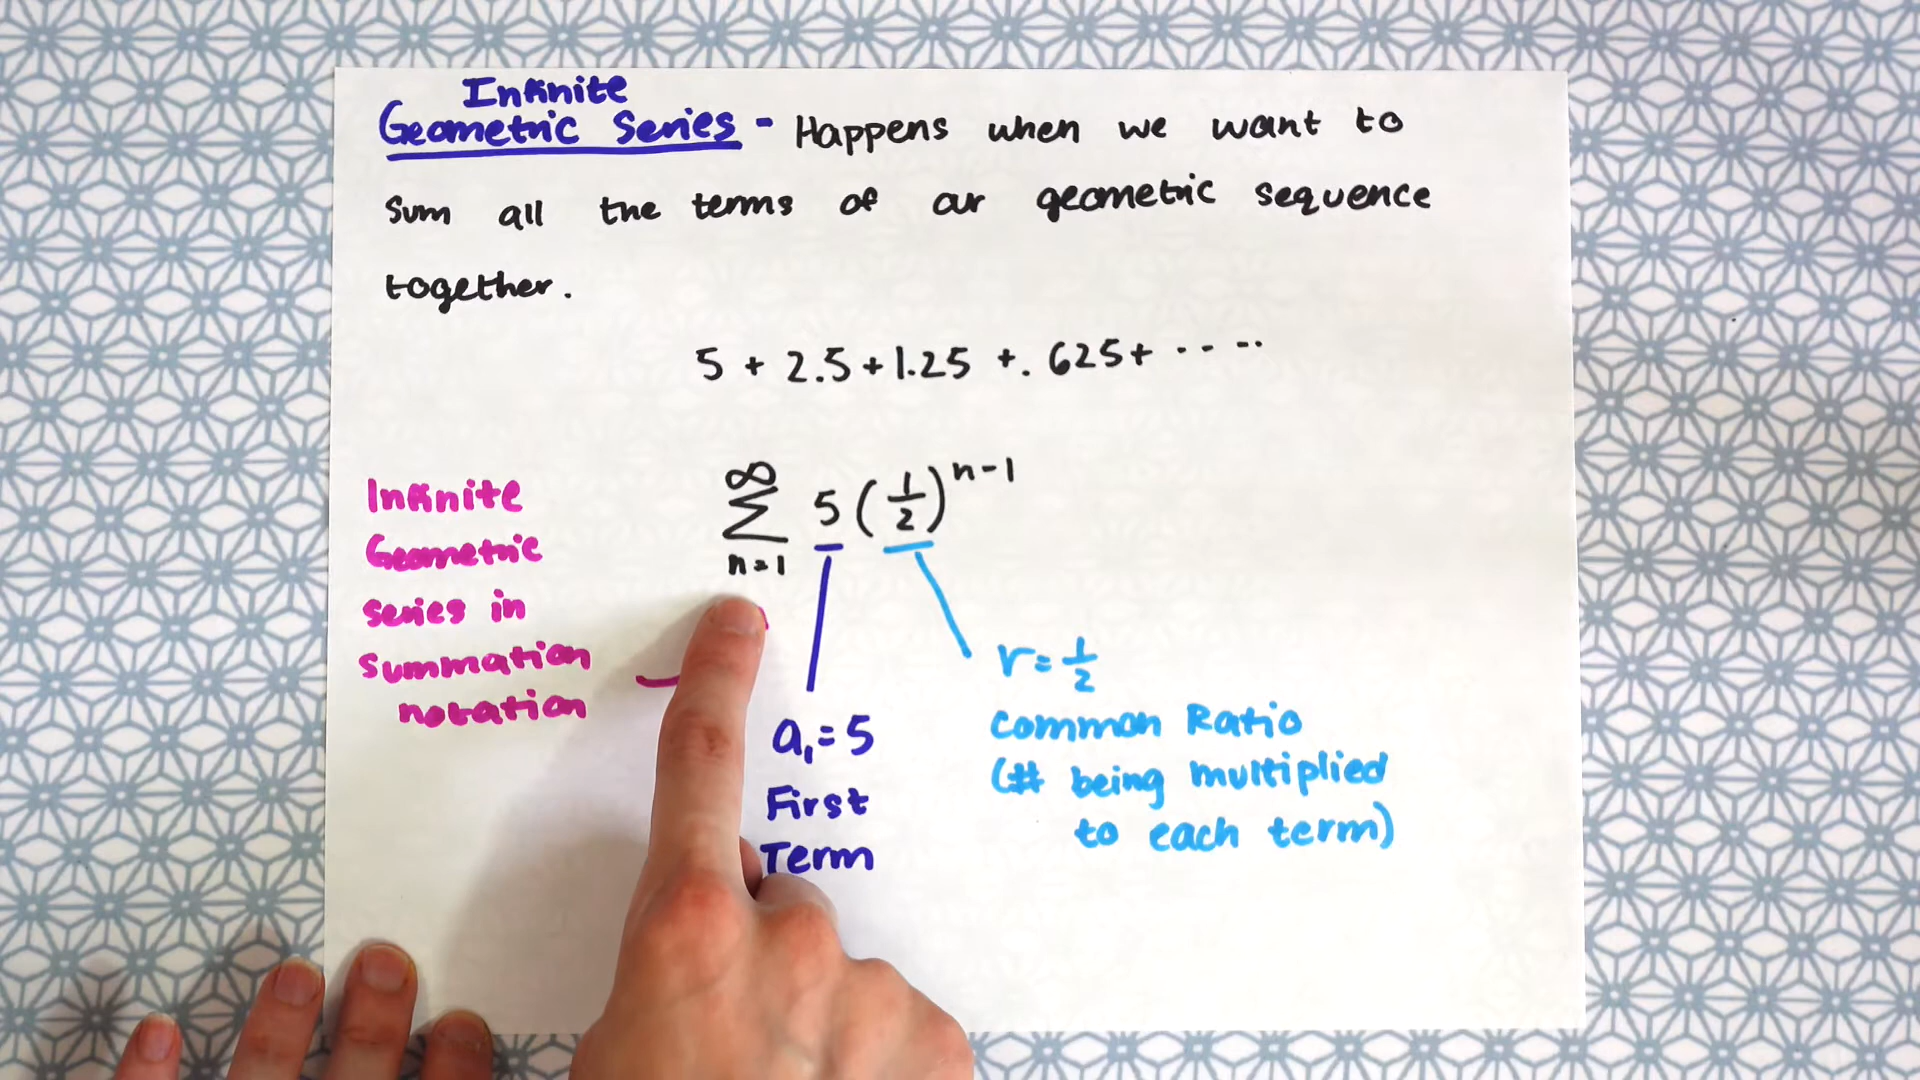 Infinite
Geometric Series - Happens when we want to
sum all the terms of our geometric sequence
together.
5 + 2.5 + 1.25 + .625 + . . . . .
∞
∑ 5 (1/2)^n-1
n=1
Infinite
Geometric
series in
summation
notation
a₁ = 5
First
Term
r = 1/2
Common Ratio
(# being multiplied
to each term)